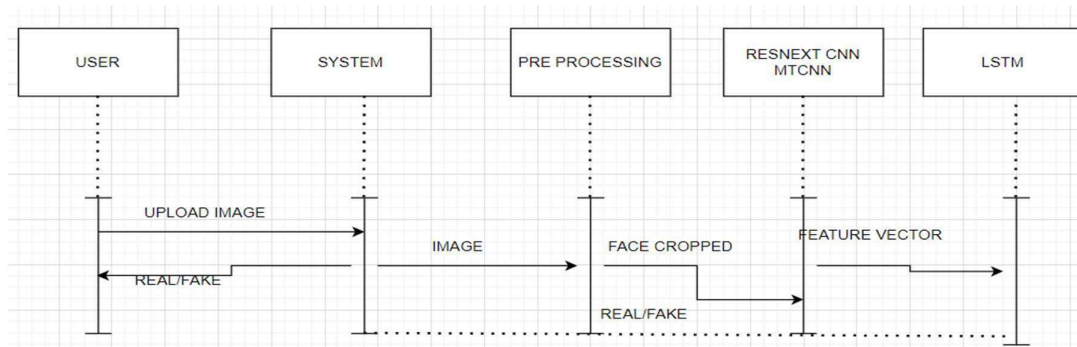 USER
SYSTEM
PRE PROCESSING
RESNEXT CNN
MTCNN
LSTM
UPLOAD IMAGE
IMAGE
FACE CROPPED
FEATURE VECTOR
REAL/FAKE
REAL/FAKE